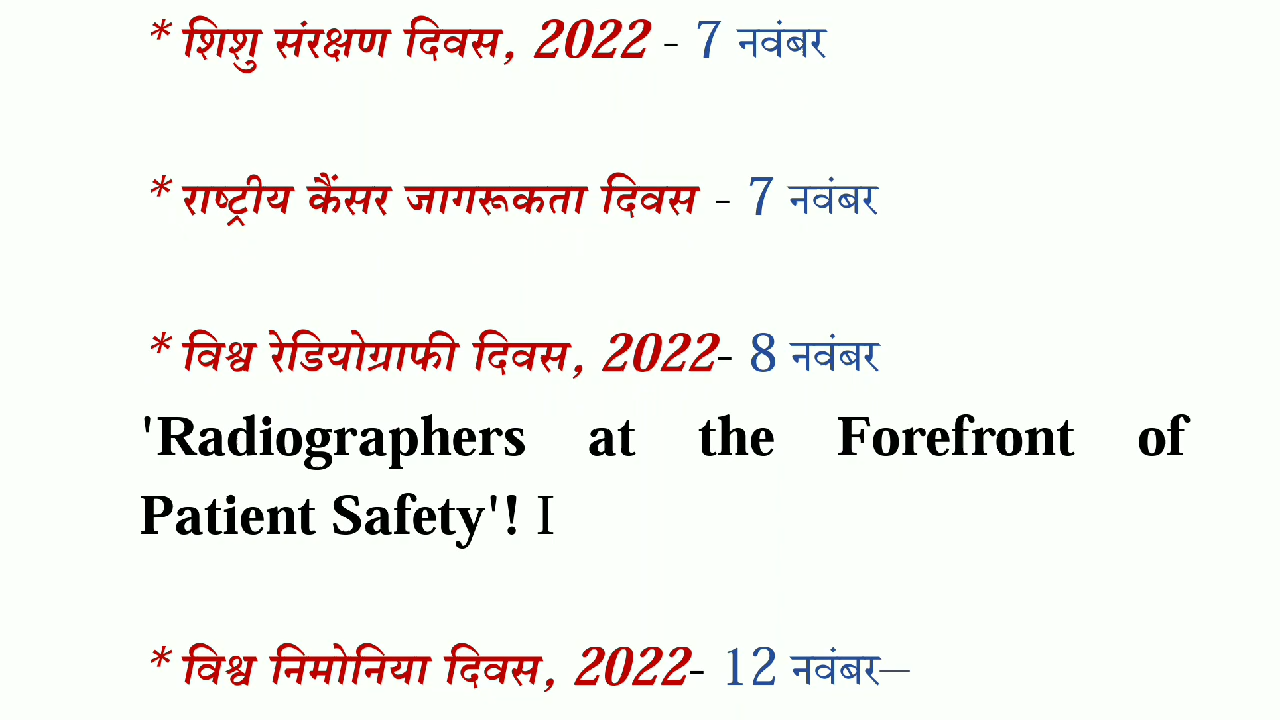 * शिशु संरक्षण दिवस, 2022 - 7 नवंबर
* राष्ट्रीय कैंसर जागरूकता दिवस - 7 नवंबर
* विश्व रेडियोग्राफी दिवस, 2022- 8 नवंबर
'Radiographers at the Forefront of
Patient Safety'! I
* विश्व निमोनिया दिवस, 2022- 12 नवंबर—